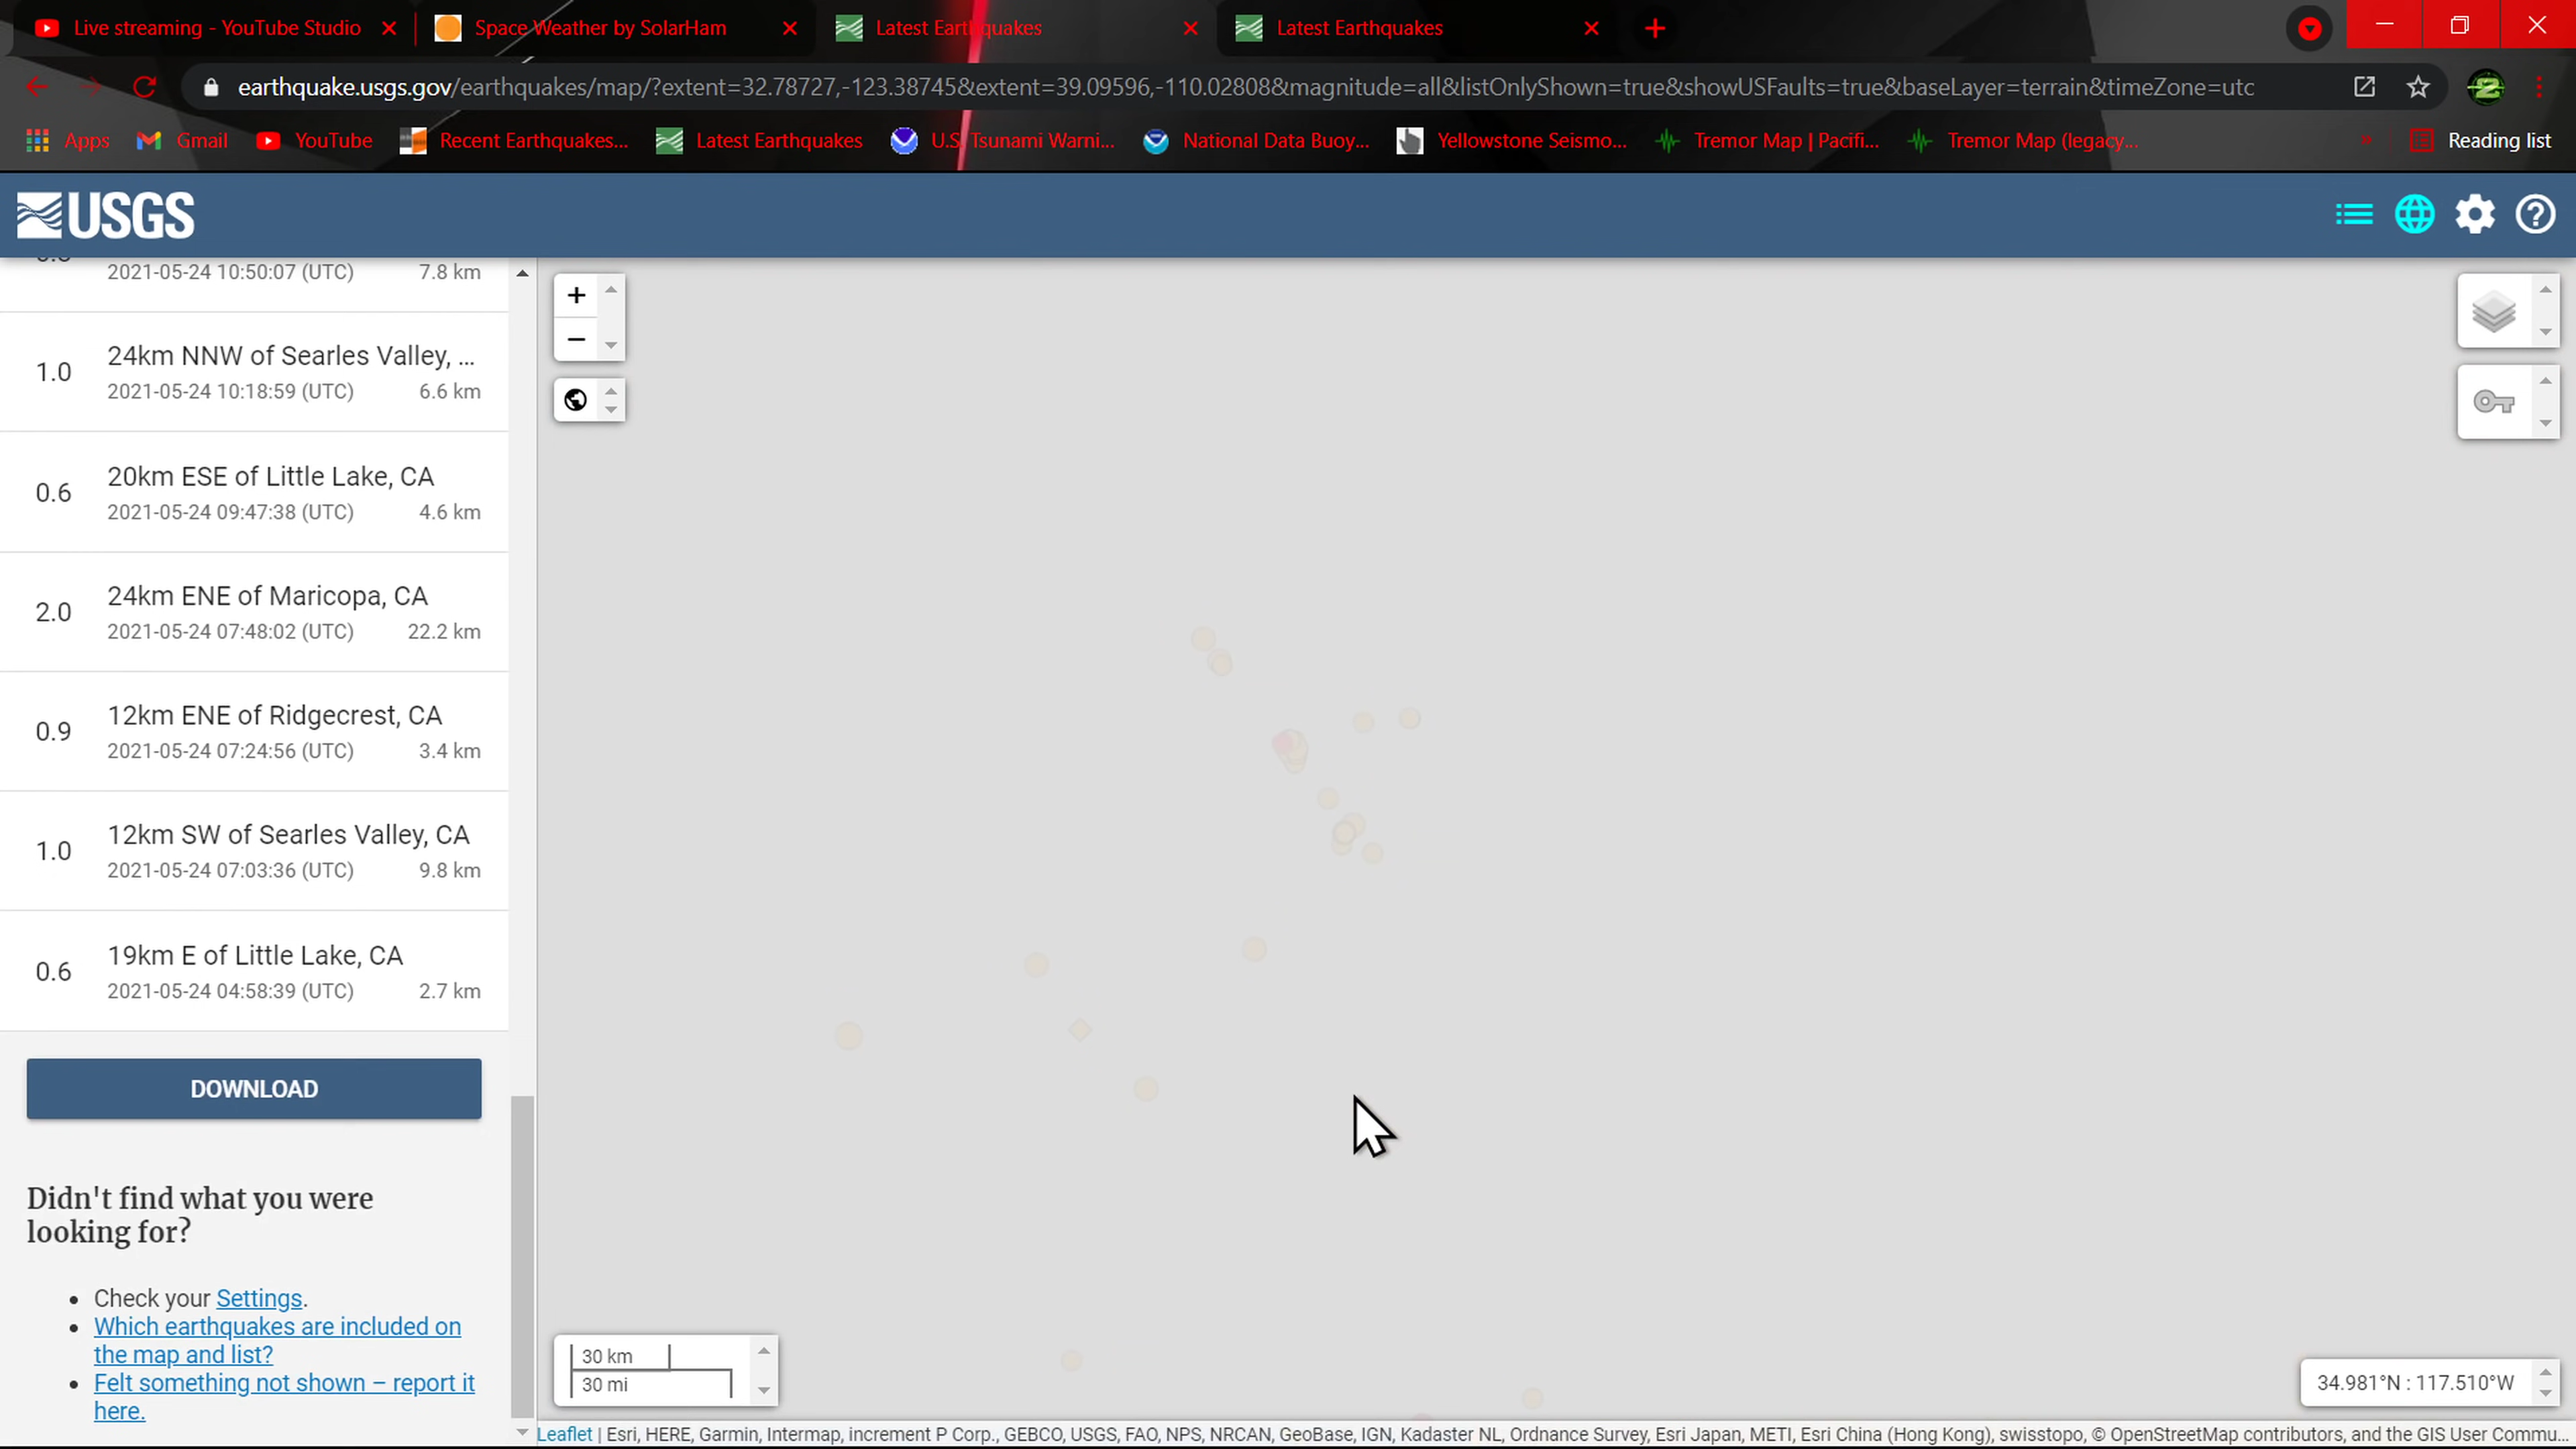 Live streaming - YouTube Studio
Space Weather by SolarHam
Latest Earthquakes
Latest Earthquakes
earthquake.usgs.gov/earthquakes/map/?extent=32.78727,-123.38745&extent=39.09596,-110.02808&magnitude=all&listOnlyShown=true&showUSFaults=true&baseLayer=terrain&timeZone=utc
Apps
Gmail
YouTube
Recent Earthquakes...
Latest Earthquakes
U.S. Tsunami Warni...
National Data Buoy...
Yellowstone Seismo...
Tremor Map | Pacifi...
Tremor Map (legacy...
»
Reading list
USGS
2021-05-24 10:50:07 (UTC) 7.8 km
1.0 24km NNW of Searles Valley, ...
2021-05-24 10:18:59 (UTC) 6.6 km
0.6 20km ESE of Little Lake, CA
2021-05-24 09:47:38 (UTC) 4.6 km
2.0 24km ENE of Maricopa, CA
2021-05-24 07:48:02 (UTC) 22.2 km
0.9 12km ENE of Ridgecrest, CA
2021-05-24 07:24:56 (UTC) 3.4 km
1.0 12km SW of Searles Valley, CA
2021-05-24 07:03:36 (UTC) 9.8 km
0.6 19km E of Little Lake, CA
2021-05-24 04:58:39 (UTC) 2.7 km
DOWNLOAD
Didn't find what you were
looking for?
• Check your Settings.
• Which earthquakes are included on
the map and list?
• Felt something not shown – report it
here.
+
−
30 km
30 mi
34.981°N : 117.510°W
Leaflet | Esri, HERE, Garmin, Intermap, increment P Corp., GEBCO, USGS, FAO, NPS, NRCAN, GeoBase, IGN, Kadaster NL, Ordnance Survey, Esri Japan, METI, Esri China (Hong Kong), swisstopo, © OpenStreetMap contributors, and the GIS User Commu...